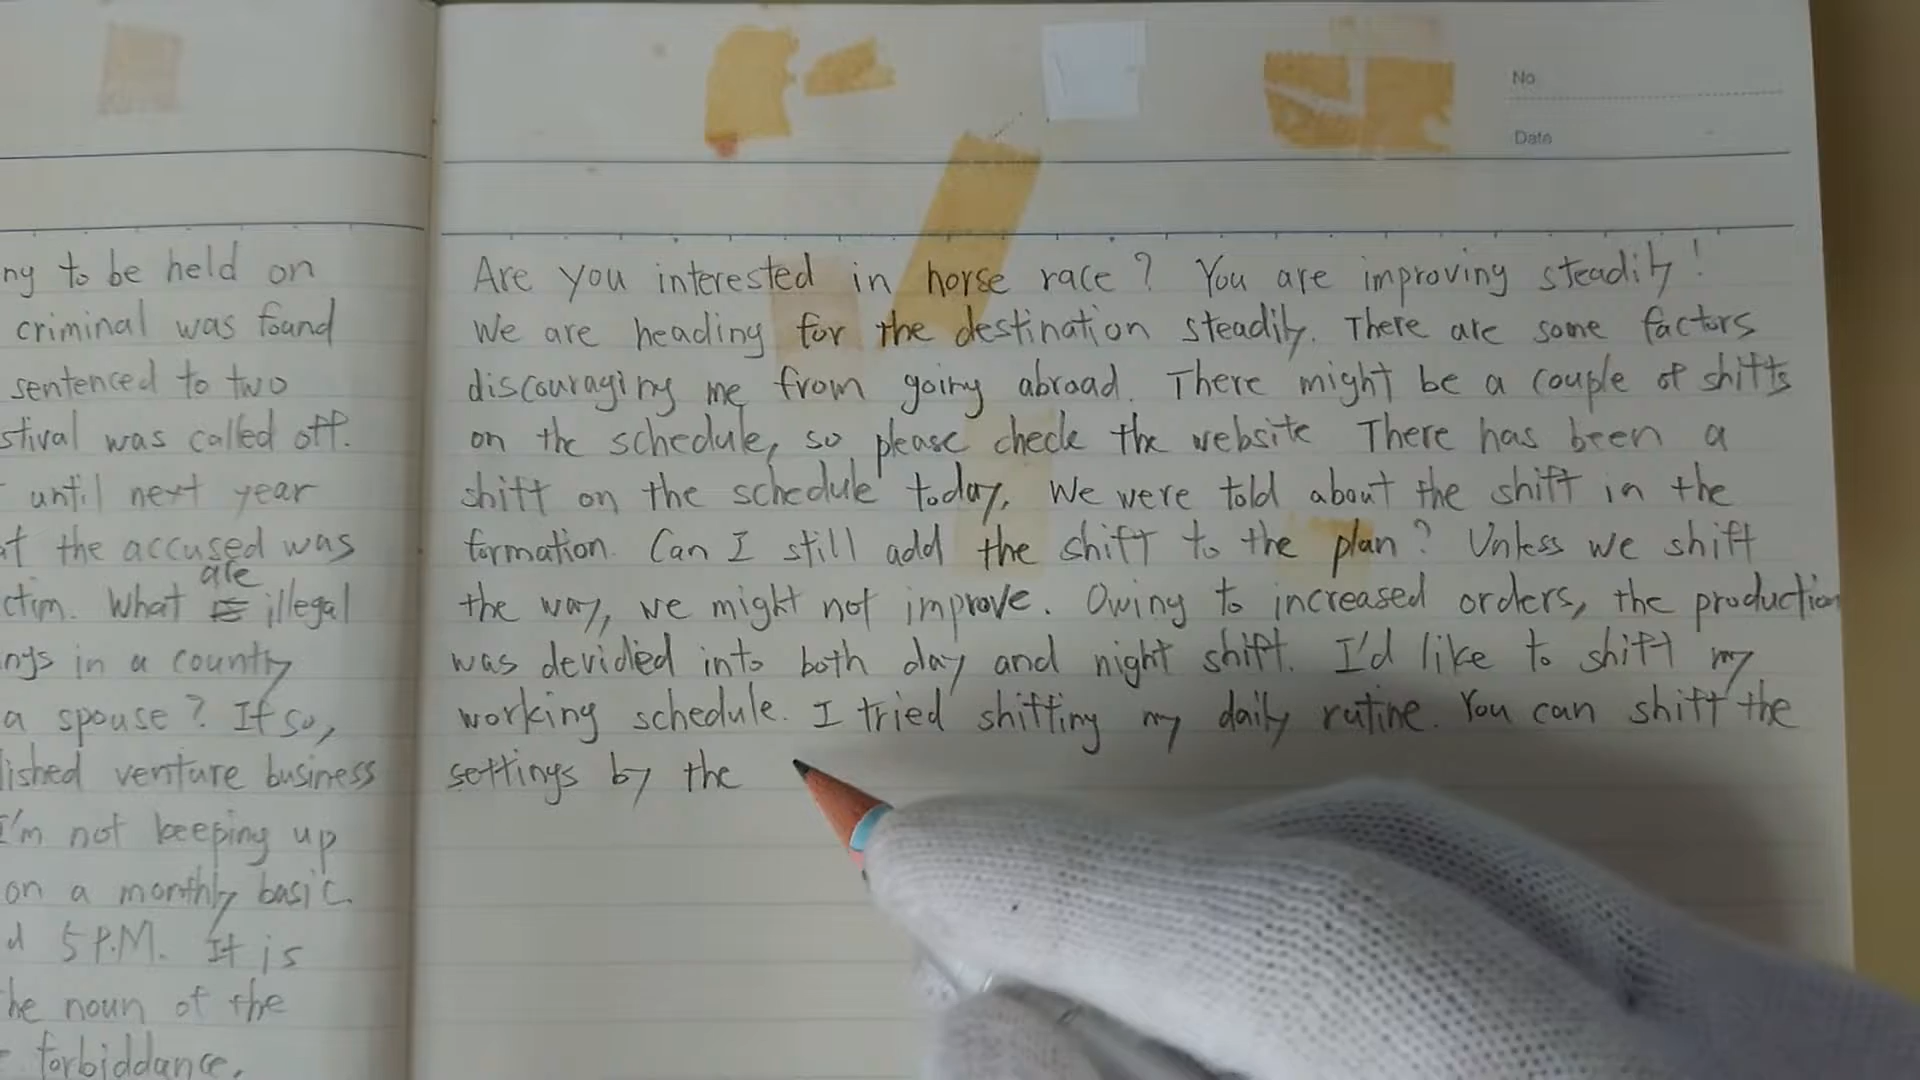 ng to be held on
criminal was found
sentenced to two
stival was called off.
until next year
at the accused was
are
ctim. What illegal
ngs in a country
a spouse? If so,
lished venture business
I'm not keeping up
on a monthly basic.
d 5 P.M. It is
he noun of the
forbiddance.
No
Date
Are you interested in horse race? You are improving steadily!
We are heading for the destination steadily. There are some factors
discouraging me from going abroad. There might be a couple of shifts
on the schedule, so please check the website There has been a
shift on the schedule today. We were told about the shift in the
formation. Can I still add the shift to the plan? Unless we shift
the way, we might not improve. Owing to increased orders, the production
was devidied into both day and night shift. I'd like to shift my
working schedule. I tried shifting my daily rutine. You can shift the
settings by the